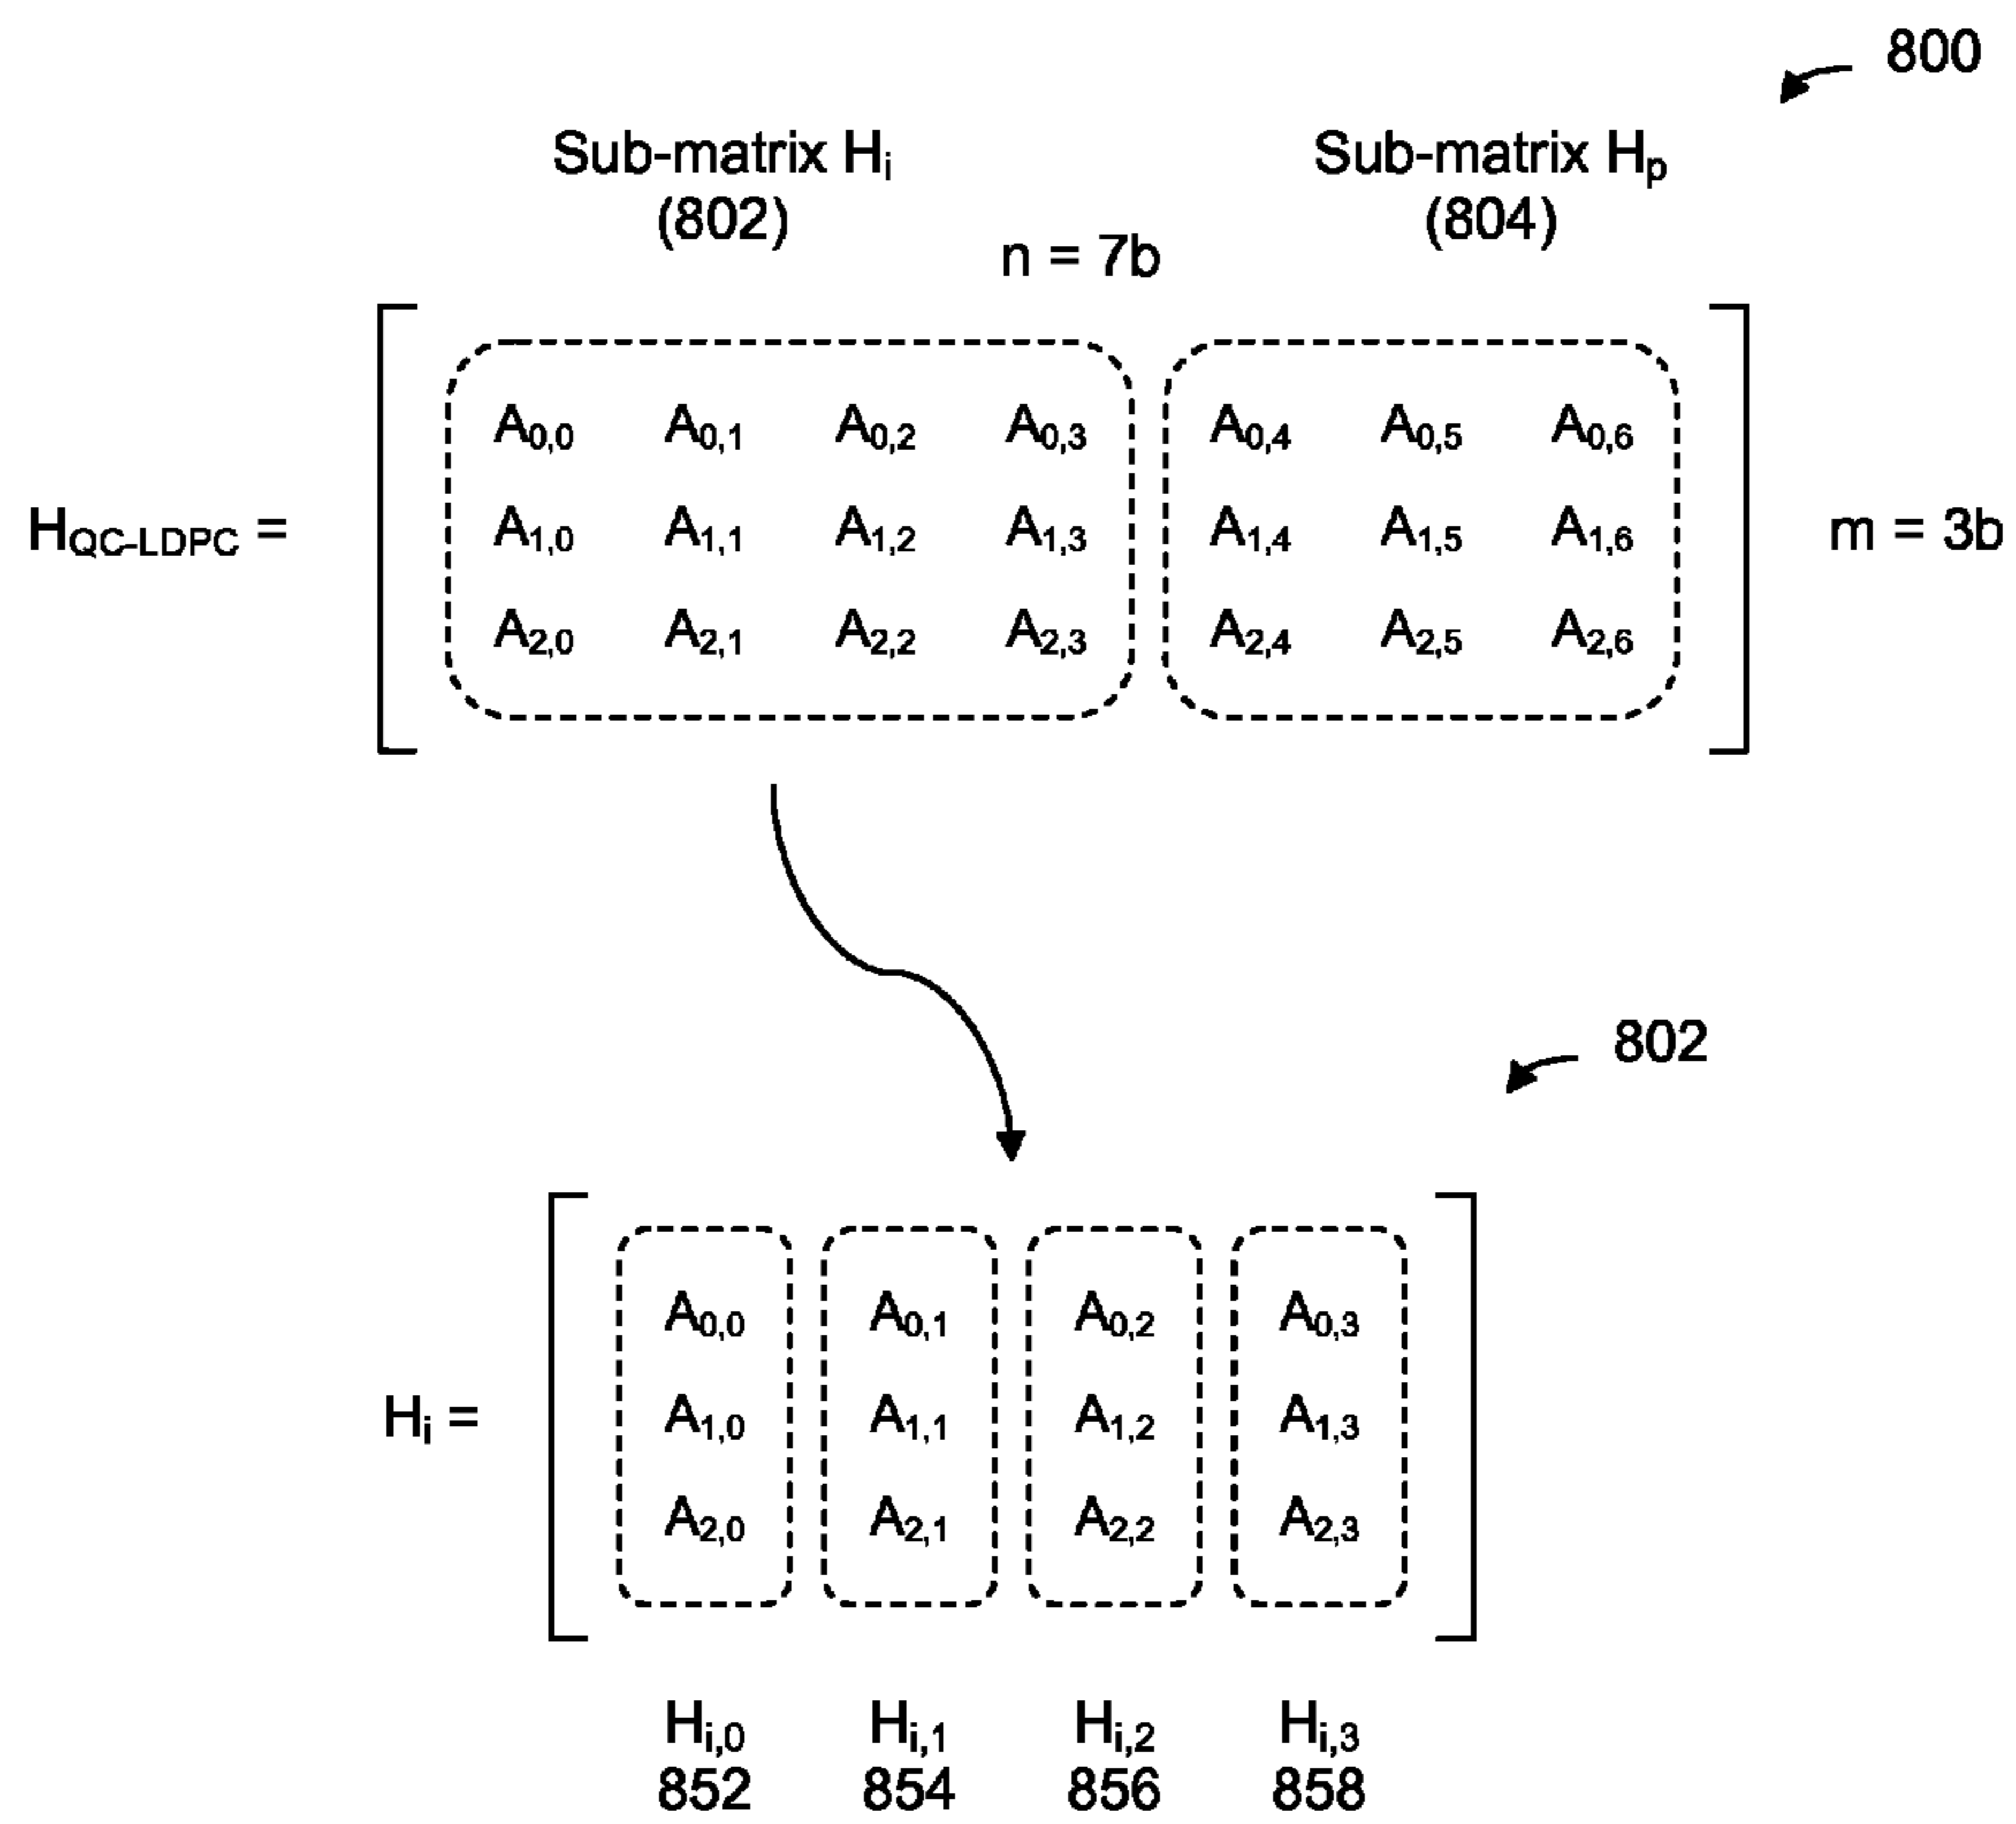 800
Sub-matrix Hi Sub-matrix Hp
(802) (804)
n = 7b
A0,0 A0,1 A0,2 A0,3 A0,4 A0,5 A0,6
HQC-LDPC = A1,0 A1,1 A1,2 A1,3 A1,4 A1,5 A1,6 m = 3b
A2,0 A2,1 A2,2 A2,3 A2,4 A2,5 A2,6
802
A0,0 A0,1 A0,2 A0,3
Hi = A1,0 A1,1 A1,2 A1,3
A2,0 A2,1 A2,2 A2,3
Hi,0 Hi,1 Hi,2 Hi,3
852 854 856 858